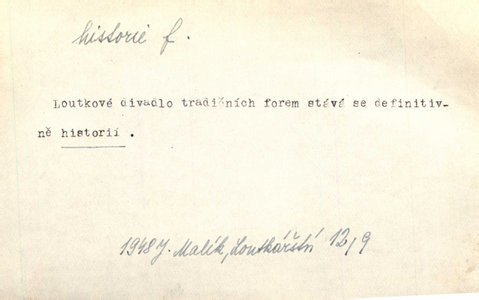 historie f.
Loutkové divadlo tradičních forem stává se definitiv-
ně historií .
1948 J. Malík, Loutkářství 12/9